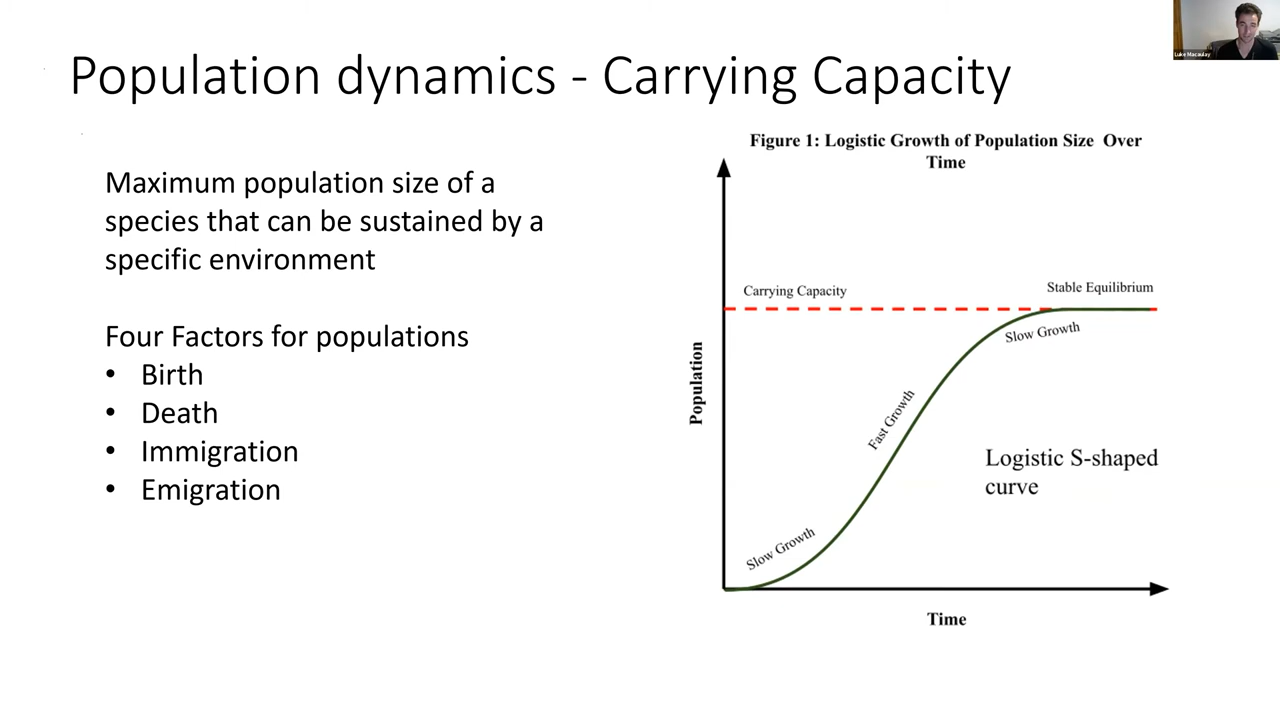 Population dynamics - Carrying Capacity
Luke Macaulay
Maximum population size of a
species that can be sustained by a
specific environment
Four Factors for populations
• Birth
• Death
• Immigration
• Emigration
Figure 1: Logistic Growth of Population Size Over
Time
Carrying Capacity
Stable Equilibrium
Slow Growth
Fast Growth
Population
Logistic S-shaped
curve
Slow Growth
Time